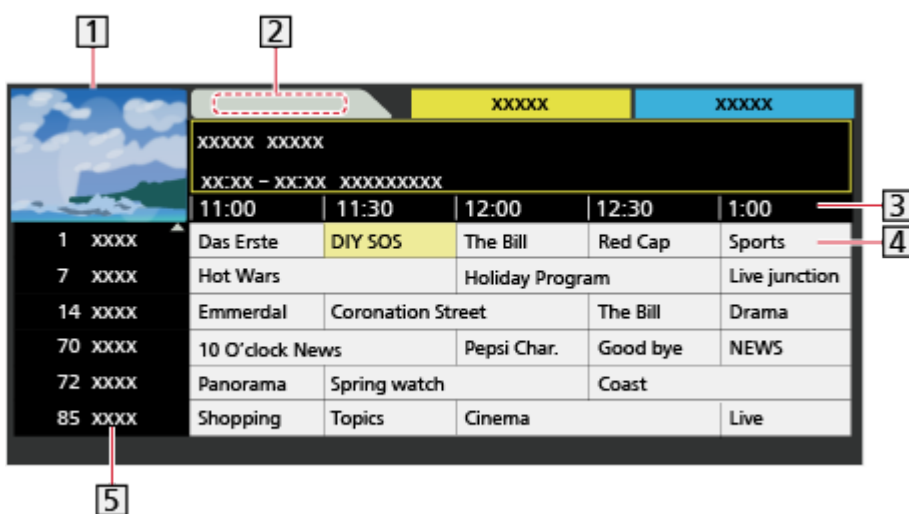 1 2
XXXXX XXXXX
XXXXX XXXXX
XX:XX – XX:XX XXXXXXXXX
11:00 11:30 12:00 12:30 1:00 3
1 XXXX Das Erste DIY SOS The Bill Red Cap Sports 4
7 XXXX Hot Wars Holiday Program Live junction
14 XXXX Emmerdal Coronation Street The Bill Drama
70 XXXX 10 O'clock News Pepsi Char. Good bye NEWS
72 XXXX Panorama Spring watch Coast
85 XXXX Shopping Topics Cinema Live
5